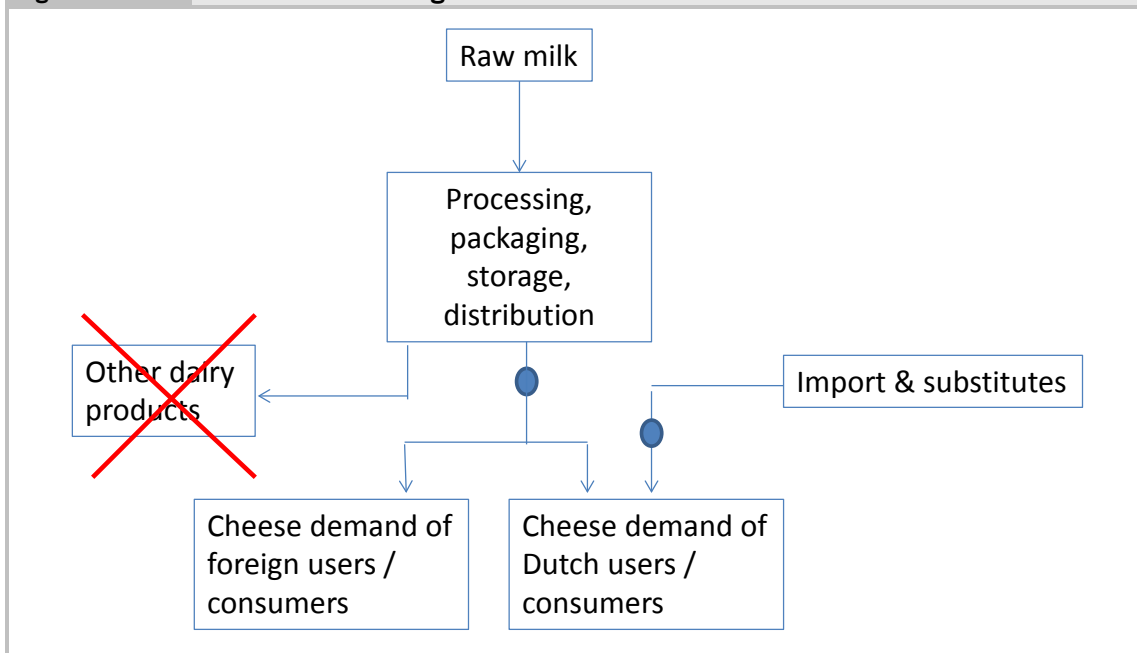 Raw milk
Processing,
packaging,
storage,
distribution
Other dairy
products
Import & substitutes
Cheese demand of
foreign users /
consumers
Cheese demand of
Dutch users /
consumers